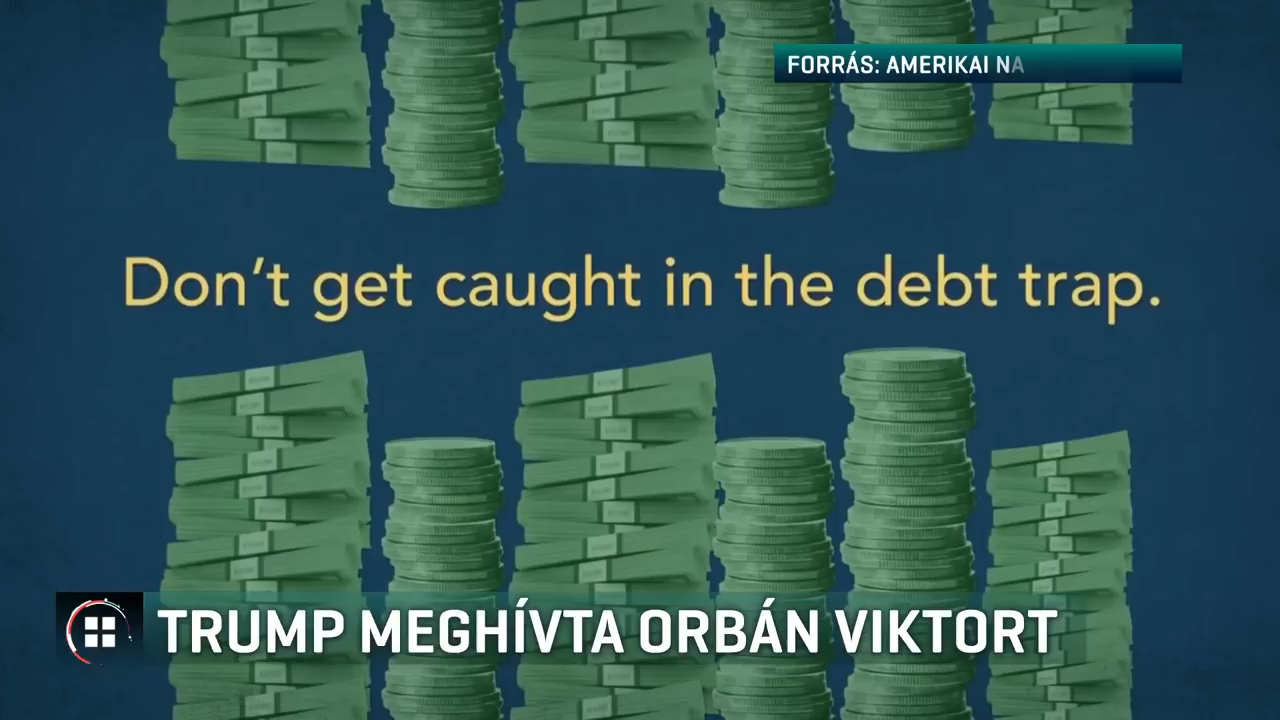 FORRÁS: AMERIKAI NA
Don't get caught in the debt trap.
TRUMP MEGHÍVTA ORBÁN VIKTORT